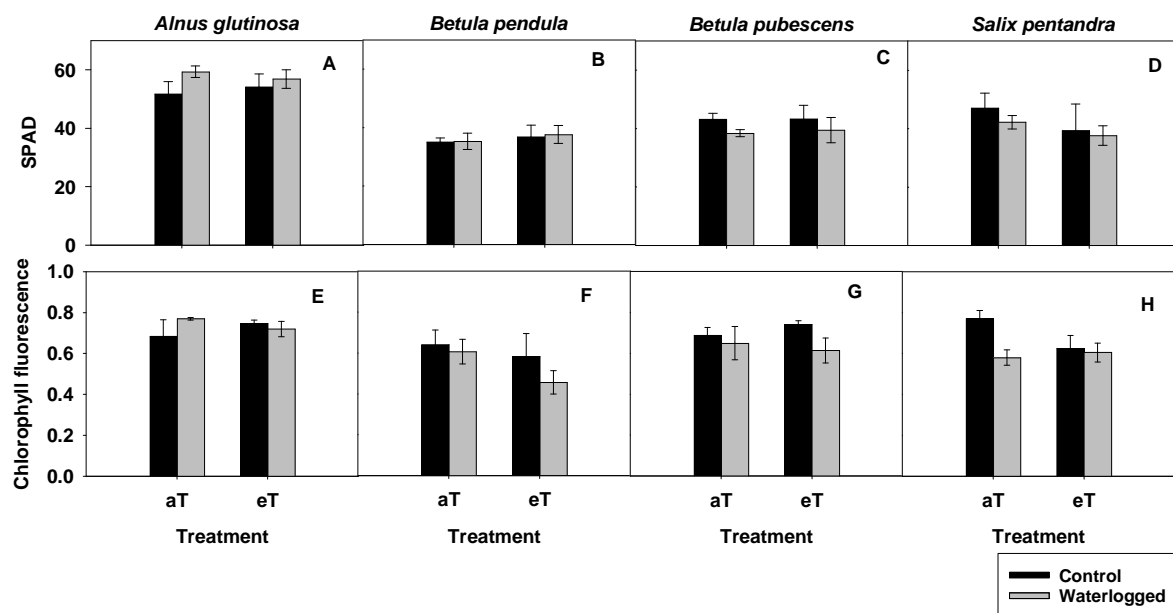 Alnus glutinosa Betula pendula Betula pubescens Salix pentandra
A B C D
SPAD
60
40
20
0
E F G H
Chlorophyll fluorescence
1.0
0.8
0.6
0.4
0.2
0.0
aT eT aT eT aT eT aT eT
Treatment Treatment Treatment Treatment
Control
Waterlogged